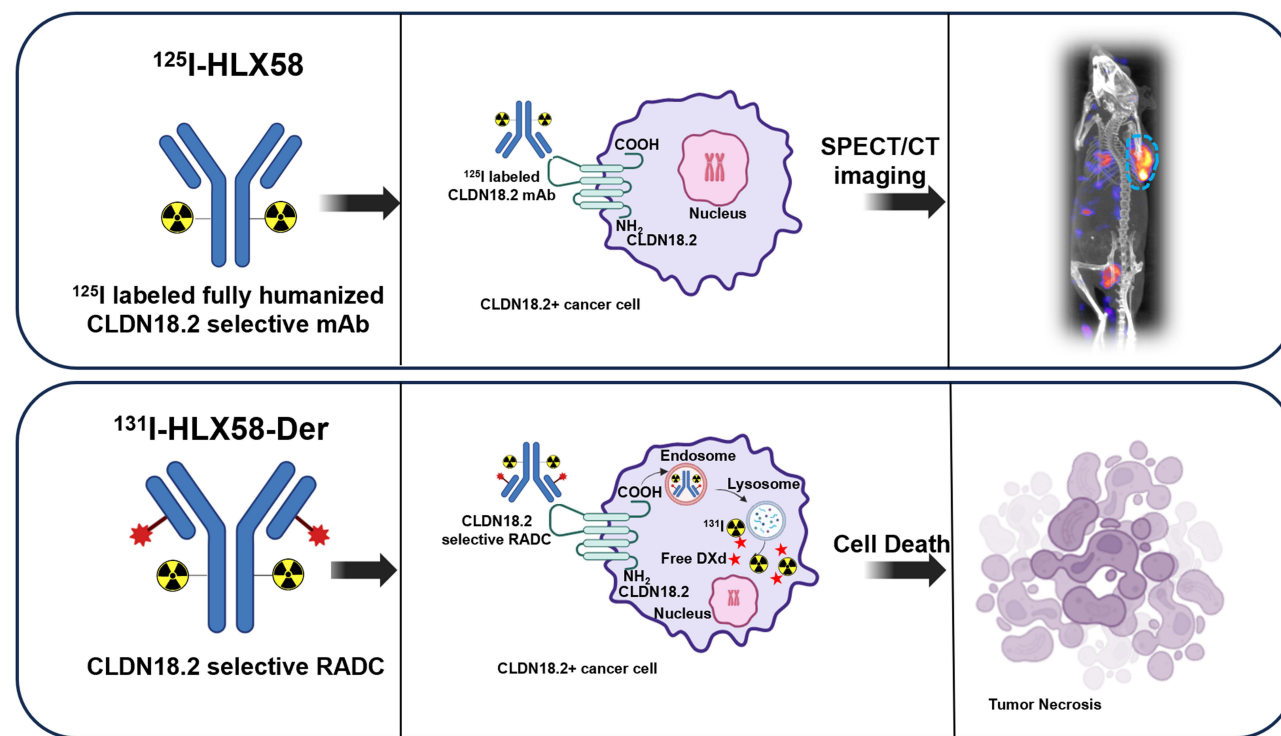 ¹²⁵I-HLX58
¹²⁵I labeled fully humanized
CLDN18.2 selective mAb
¹²⁵I labeled
CLDN18.2 mAb
COOH
NH₂
CLDN18.2
Nucleus
CLDN18.2+ cancer cell
SPECT/CT
imaging
¹³¹I-HLX58-Der
CLDN18.2 selective RADC
CLDN18.2
selective RADC
COOH
NH₂
CLDN18.2
Endosome
Lysosome
¹³¹I
Free DXd
Nucleus
CLDN18.2+ cancer cell
Cell Death
Tumor Necrosis